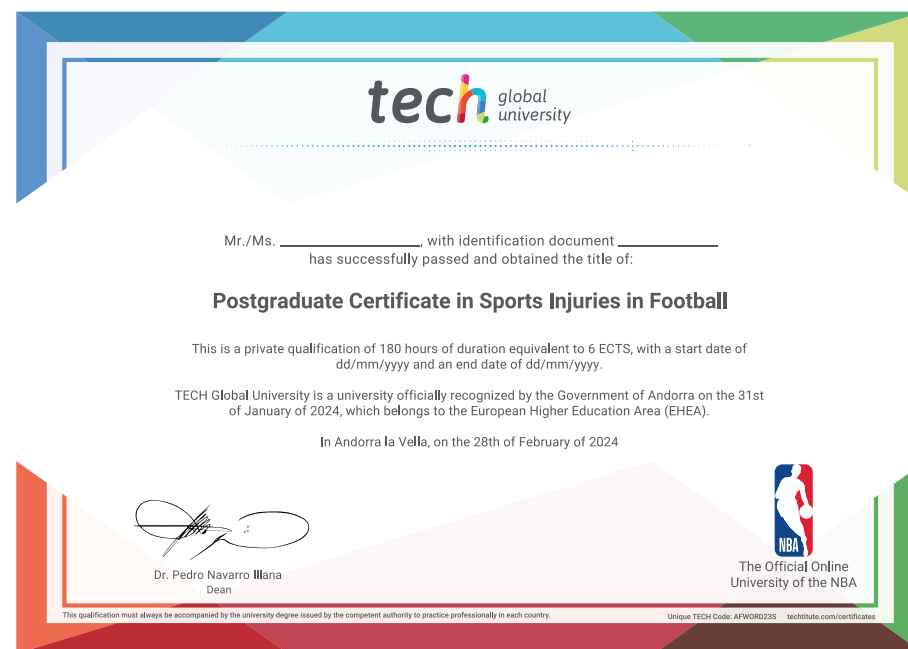 tech global university
Mr./Ms. ________________, with identification document ____________
has successfully passed and obtained the title of:
Postgraduate Certificate in Sports Injuries in Football
This is a private qualification of 180 hours of duration equivalent to 6 ECTS, with a start date of
dd/mm/yyyy and an end date of dd/mm/yyyy.
TECH Global University is a university officially recognized by the Government of Andorra on the 31st
of January of 2024, which belongs to the European Higher Education Area (EHEA).
In Andorra la Vella, on the 28th of February of 2024
Dr. Pedro Navarro Illana
Dean
NBA
The Official Online
University of the NBA
This qualification must always be accompanied by the university degree issued by the competent authority to practice professionally in each country.
Unique TECH Code: AFWORD23S techtitute.com/certificates